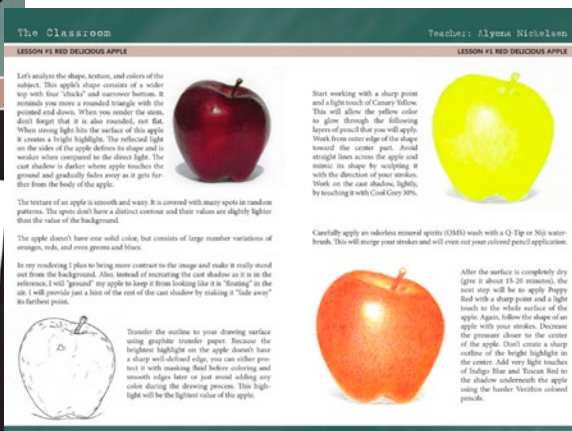 The Classroom
Teacher: Alyona Nickelsen
LESSON #1 RED DELICIOUS APPLE
LESSON #1 RED DELICIOUS APPLE
Let's analyze the shape, texture, and colors of the
subject. This apple's shape consists of a wider
top with four "chicks" and narrower bottom. It
reminds you more a rounded triangle with the
pointed end down. When you render the stem,
don't forget that it is also rounded, not flat.
When strong light hits the surface of this apple
it creates a bright highlight. The reflected light
on the sides of the apple defines its shape and is
weaker when compared to the direct light. The
cast shadow is darker where apple touches the
ground and gradually fades away as it gets fur-
ther from the body of the apple.
The texture of an apple is smooth and waxy. It is covered with many spots in random
patterns. The spots don't have a distinct contour and their values are slightly lighter
than the value of the background.
The apple doesn't have one solid color, but consists of large number variations of
oranges, reds, and even greens and blues.
In my rendering I plan to bring more contrast to the image and make it really stand
out from the background. Also, instead of recreating the cast shadow as it is in the
reference, I will "ground" my apple to keep it from looking like it is "floating" in the
air. I will provide just a hint of the rest of the cast shadow by making it "fade away"
its farthest point.
Transfer the outline to your drawing surface
using graphite transfer paper. Because the
brightest highlight on the apple doesn't have
a sharp well-defined edge, you can either pro-
tect it with masking fluid before coloring and
smooth edges later or just avoid adding any
color during the drawing process. This high-
light will be the lightest value of the apple.
Start working with a sharp point
and a light touch of Canary Yellow.
This will allow the yellow color
to glow through the following
layers of pencil that you will apply.
Work from outer edge of the shape
toward the center part. Avoid
straight lines across the apple and
mimic its shape by sculpting it
with the direction of your strokes.
Work on the cast shadow, lightly,
by touching it with Cool Grey 30%.
Carefully apply an odorless mineral spirits (OMS) wash with a Q-Tip or Niji water-
brush. This will merge your strokes and will even out your colored pencil application.
After the surface is completely dry
(give it about 15-20 minutes), the
next step will be to apply Poppy
Red with a sharp point and a light
touch to the whole surface of the
apple. Again, follow the shape of an
apple with your strokes. Decrease
the pressure closer to the center
of the apple. Don't create a sharp
outline of the bright highlight in
the center. Add very light touches
of Indigo Blue and Tuscan Red to
the shadow underneath the apple
using the harder Verithin colored
pencils.